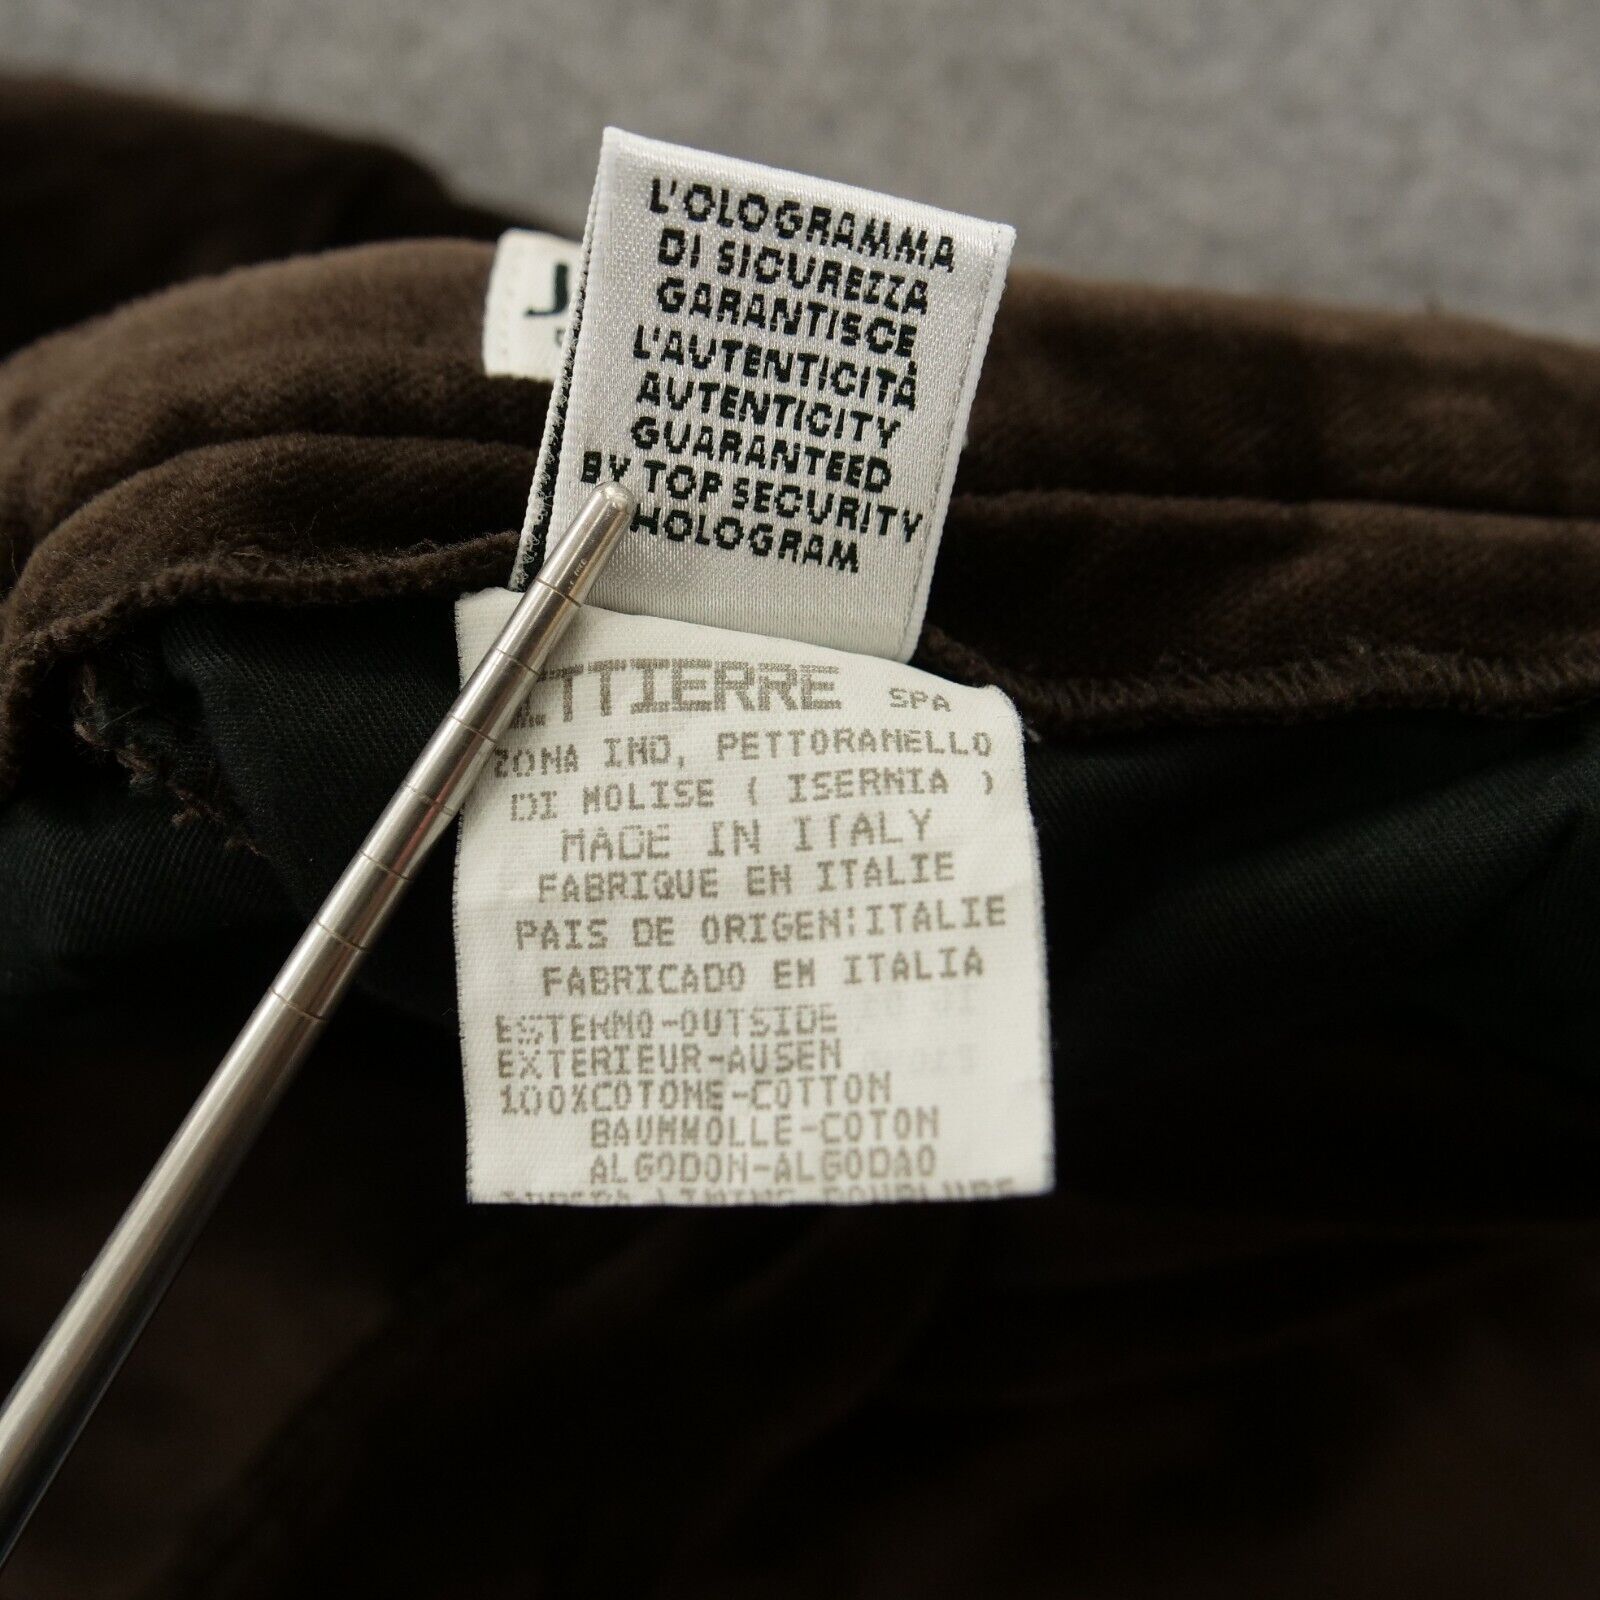 J
L'OLOGRAMMA
DI SICUREZZA
GARANTISCE
L'AUTENTICITÀ
AUTENTICITY
GUARANTEED
BY TOP SECURITY
HOLOGRAM
ITTIERRE SPA
ZONA IND, PETTORANELLO
DI MOLISE ( ISERNIA )
MADE IN ITALY
FABRIQUE EN ITALIE
PAIS DE ORIGEN:ITALIE
FABRICADO EM ITALIA
ESTERNO-OUTSIDE
EXTERIEUR-AUSEN
100%COTONE-COTTON
BAUMWOLLE-COTON
ALGODON-ALGODAO